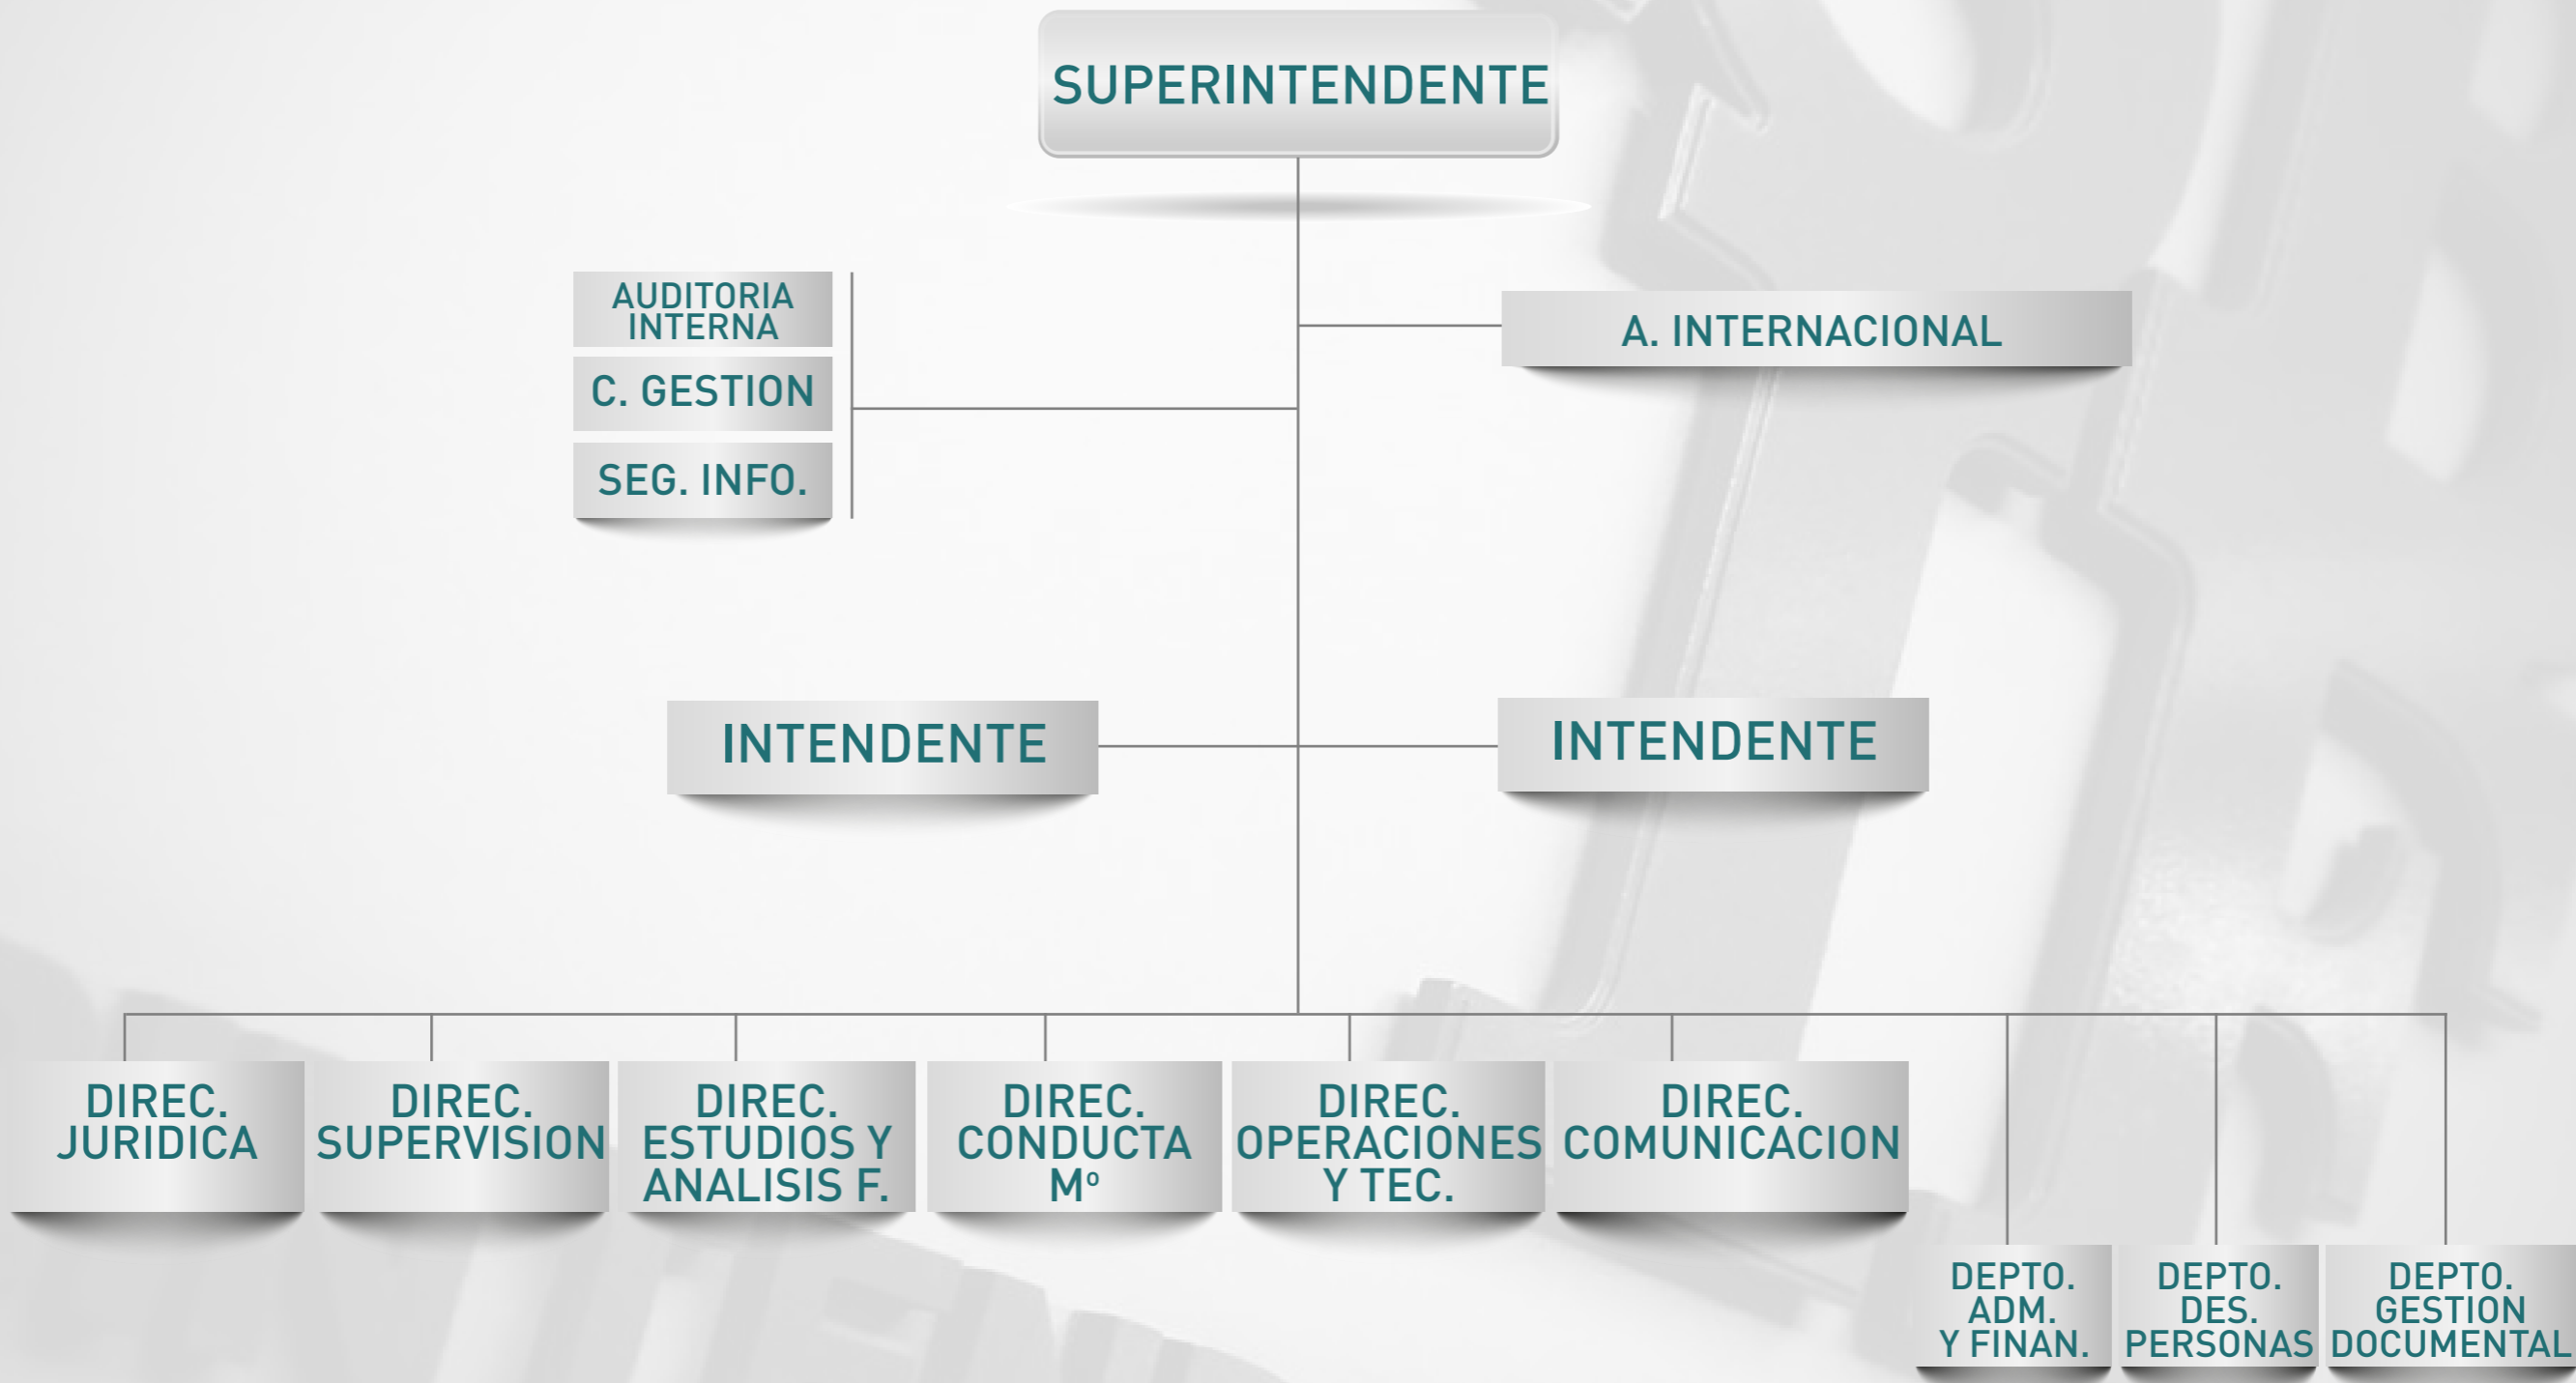 SUPERINTENDENTE
AUDITORIA
INTERNA
C. GESTION
SEG. INFO.
A. INTERNACIONAL
INTENDENTE
INTENDENTE
DIREC.
JURIDICA
DIREC.
SUPERVISION
DIREC.
ESTUDIOS Y
ANALISIS F.
DIREC.
CONDUCTA
Mº
DIREC.
OPERACIONES
Y TEC.
DIREC.
COMUNICACION
DEPTO.
ADM.
Y FINAN.
DEPTO.
DES.
PERSONAS
DEPTO.
GESTION
DOCUMENTAL